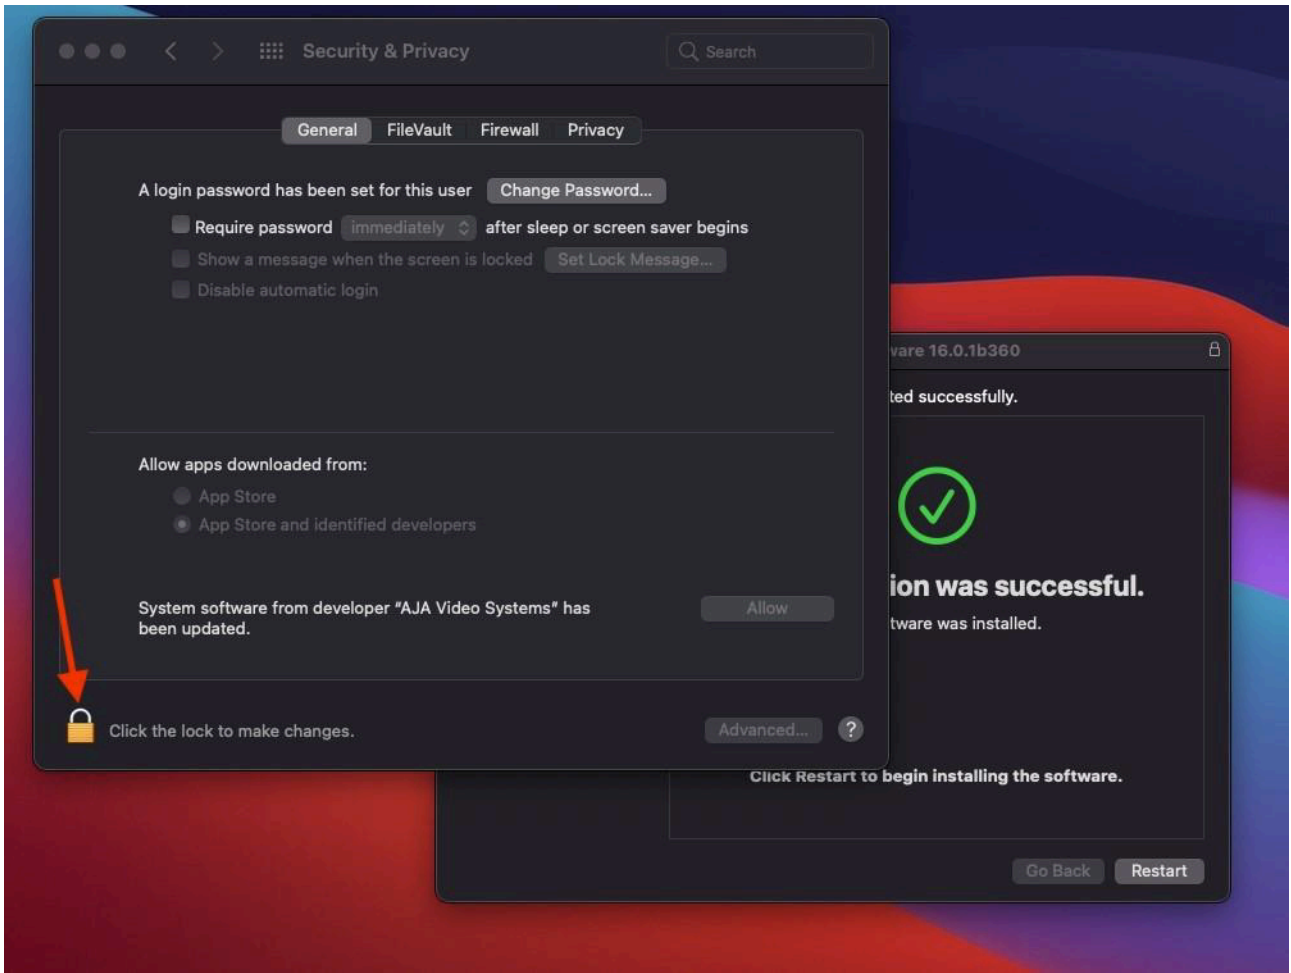 Security & Privacy
Search
General FileVault Firewall Privacy
A login password has been set for this user Change Password...
Require password immediately after sleep or screen saver begins
Show a message when the screen is locked Set Lock Message...
Disable automatic login
Allow apps downloaded from:
App Store
App Store and identified developers
System software from developer “AJA Video Systems” has
been updated.
Allow
Click the lock to make changes.
Advanced... ?
ware 16.0.1b360
ted successfully.
ion was successful.
tware was installed.
Click Restart to begin installing the software.
Go Back Restart